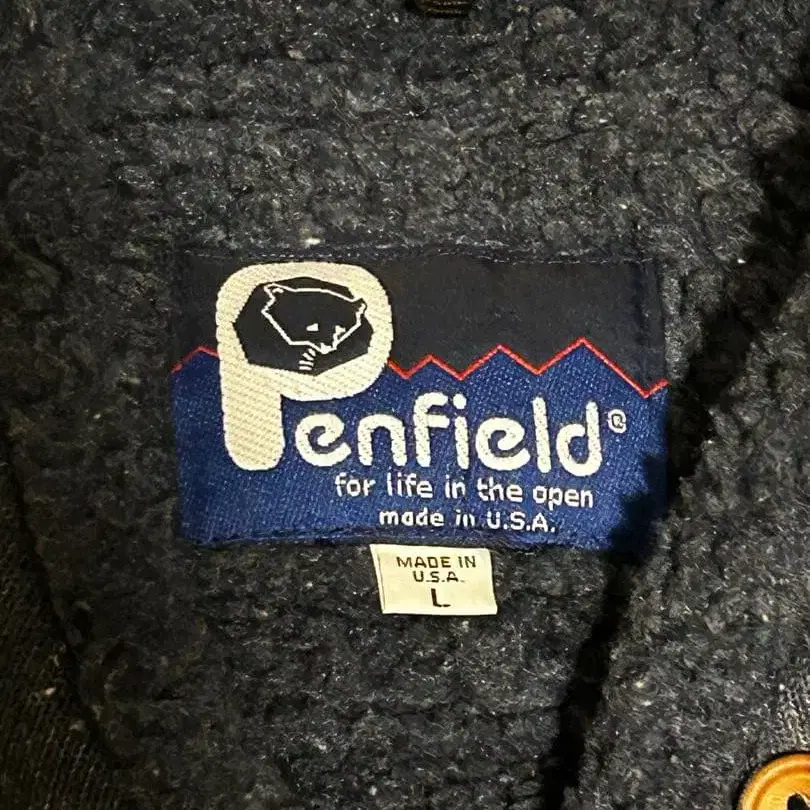 Penfield®
for life in the open
made in U.S.A.
MADE IN
U.S.A.
L